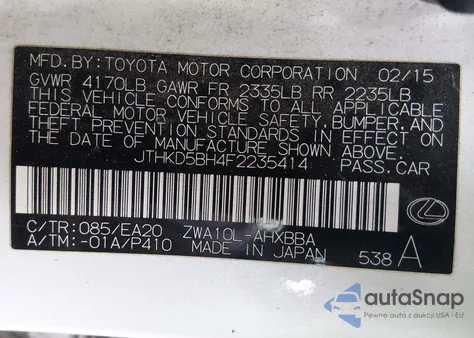 MFD.BY: TOYOTA MOTOR CORPORATION 02/15
GVWR 4170LB GAWR FR 2335LB RR 2235LB
THIS VEHICLE CONFORMS TO ALL APPLICABLE
FEDERAL MOTOR VEHICLE SAFETY, BUMPER, AND
THEFT PREVENTION STANDARDS IN EFFECT ON
THE DATE OF MANUFACTURE SHOWN ABOVE.
JTHKD5BH4F2235414 PASS.CAR
C/TR: 085/EA20 ZWA10L-AHXBBA
A/TM: -01A/P410 MADE IN JAPAN 538 A
autoSnap
Pewne auta z aukcji USA i EU